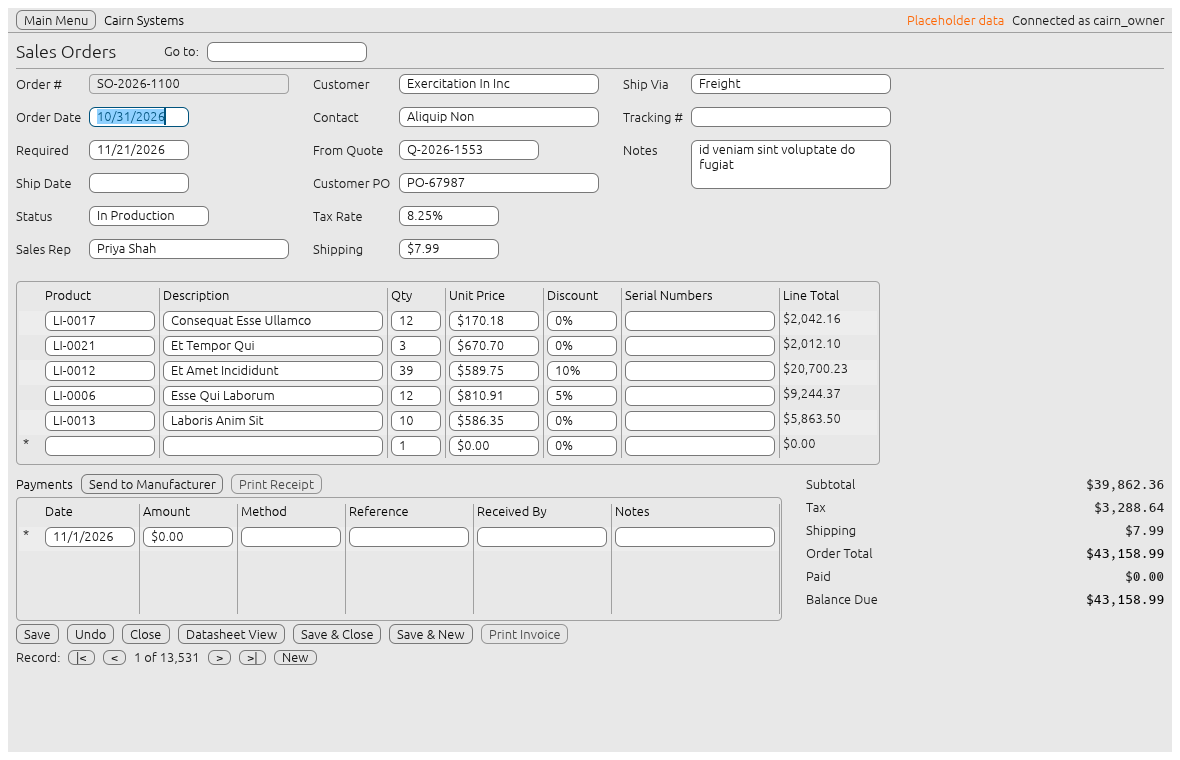 Main Menu Cairn Systems Placeholder data Connected as cairn_owner
Sales Orders Go to:
Order # SO-2026-1100 Customer Exercitation In Inc Ship Via Freight
Order Date 10/31/2026 Contact Aliquip Non Tracking #
Required 11/21/2026 From Quote Q-2026-1553 Notes id veniam sint voluptate do
fugiat
Ship Date Customer PO PO-67987
Status In Production Tax Rate 8.25%
Sales Rep Priya Shah Shipping $7.99
Product Description Qty Unit Price Discount Serial Numbers Line Total
LI-0017 Consequat Esse Ullamco 12 $170.18 0% $2,042.16
LI-0021 Et Tempor Qui 3 $670.70 0% $2,012.10
LI-0012 Et Amet Incididunt 39 $589.75 10% $20,700.23
LI-0006 Esse Qui Laborum 12 $810.91 5% $9,244.37
LI-0013 Laboris Anim Sit 10 $586.35 0% $5,863.50
* 1 $0.00 0% $0.00
Payments Send to Manufacturer Print Receipt
Date Amount Method Reference Received By Notes
* 11/1/2026 $0.00
Subtotal $39,862.36
Tax $3,288.64
Shipping $7.99
Order Total $43,158.99
Paid $0.00
Balance Due $43,158.99
Save Undo Close Datasheet View Save & Close Save & New Print Invoice
Record: |< < 1 of 13,531 > >| New